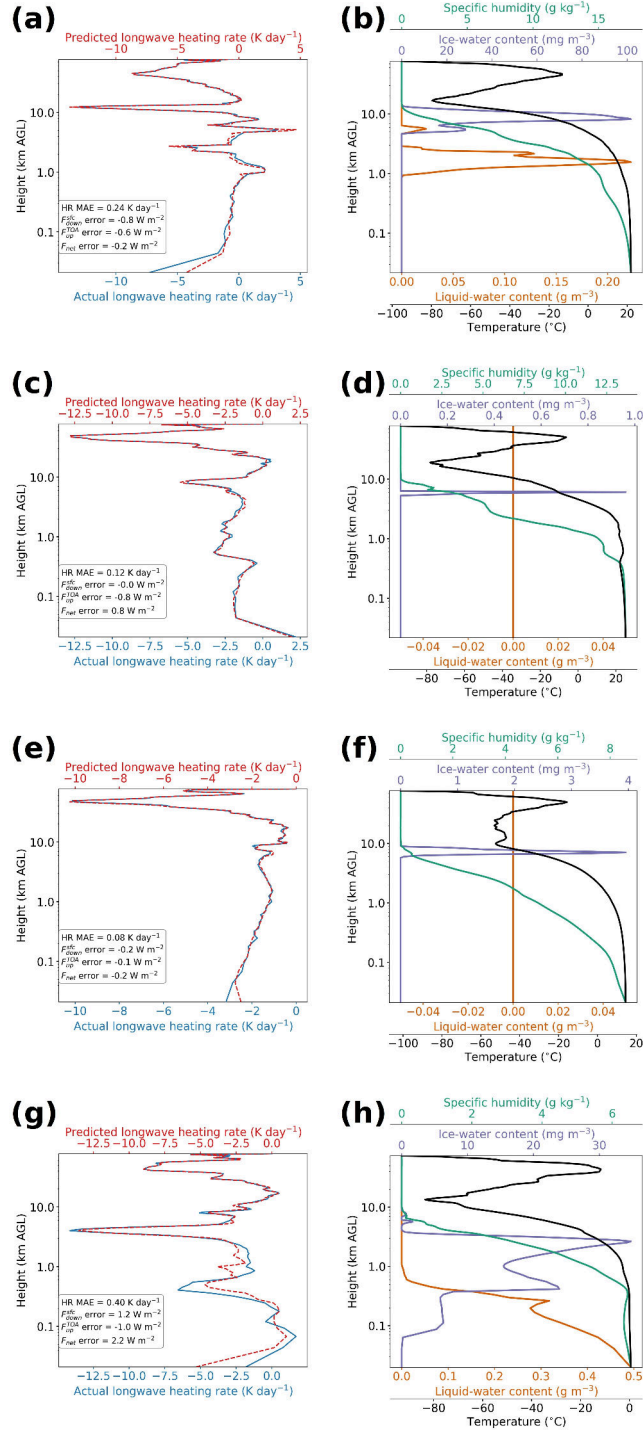 (a)
Predicted longwave heating rate (K day⁻¹)
−10 −5 0 5
Height (km AGL)
10.0
1.0
0.1
HR MAE = 0.24 K day⁻¹
F_down^sfc error = -0.8 W m⁻²
F_up^TOA error = -0.6 W m⁻²
F_net error = -0.2 W m⁻²
−10 −5 0 5
Actual longwave heating rate (K day⁻¹)
(b)
Specific humidity (g kg⁻¹)
0 5 10 15
Ice-water content (mg m⁻³)
0 20 40 60 80 100
Height (km AGL)
10.0
1.0
0.1
0.00 0.05 0.10 0.15 0.20
Liquid-water content (g m⁻³)
−100 −80 −60 −40 −20 0 20
Temperature (°C)
(c)
Predicted longwave heating rate (K day⁻¹)
−12.5 −10.0 −7.5 −5.0 −2.5 0.0 2.5
Height (km AGL)
10.0
1.0
0.1
HR MAE = 0.12 K day⁻¹
F_down^sfc error = -0.0 W m⁻²
F_up^TOA error = -0.8 W m⁻²
F_net error = 0.8 W m⁻²
−12.5 −10.0 −7.5 −5.0 −2.5 0.0 2.5
Actual longwave heating rate (K day⁻¹)
(d)
Specific humidity (g kg⁻¹)
0.0 2.5 5.0 7.5 10.0 12.5
Ice-water content (mg m⁻³)
0.0 0.2 0.4 0.6 0.8 1.0
Height (km AGL)
10.0
1.0
0.1
−0.04 −0.02 0.00 0.02 0.04
Liquid-water content (g m⁻³)
−80 −60 −40 −20 0 20
Temperature (°C)
(e)
Predicted longwave heating rate (K day⁻¹)
−10 −8 −6 −4 −2 0
Height (km AGL)
10.0
1.0
0.1
HR MAE = 0.08 K day⁻¹
F_down^sfc error = -0.2 W m⁻²
F_up^TOA error = -0.1 W m⁻²
F_net error = -0.2 W m⁻²
−10 −8 −6 −4 −2 0
Actual longwave heating rate (K day⁻¹)
(f)
Specific humidity (g kg⁻¹)
0 2 4 6 8
Ice-water content (mg m⁻³)
0 1 2 3 4
Height (km AGL)
10.0
1.0
0.1
−0.04 −0.02 0.00 0.02 0.04
Liquid-water content (g m⁻³)
−100 −80 −60 −40 −20 0 20
Temperature (°C)
(g)
Predicted longwave heating rate (K day⁻¹)
−12.5 −10.0 −7.5 −5.0 −2.5 0.0
Height (km AGL)
10.0
1.0
0.1
HR MAE = 0.40 K day⁻¹
F_down^sfc error = 1.2 W m⁻²
F_up^TOA error = -1.0 W m⁻²
F_net error = 2.2 W m⁻²
−12.5 −10.0 −7.5 −5.0 −2.5 0.0
Actual longwave heating rate (K day⁻¹)
(h)
Specific humidity (g kg⁻¹)
0 2 4 6
Ice-water content (mg m⁻³)
0 10 20 30
Height (km AGL)
10.0
1.0
0.1
0.0 0.1 0.2 0.3 0.4 0.5
Liquid-water content (g m⁻³)
−80 −60 −40 −20 0
Temperature (°C)